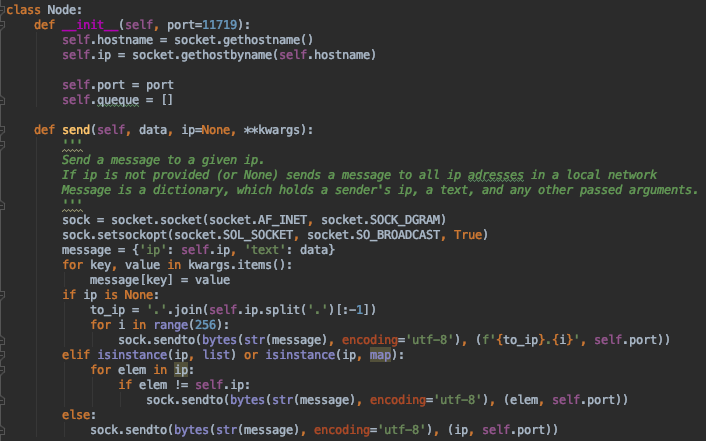 class Node:
    def __init__(self, port=11719):
        self.hostname = socket.gethostname()
        self.ip = socket.gethostbyname(self.hostname)

        self.port = port
        self.queque = []

    def send(self, data, ip=None, **kwargs):
        '''
        Send a message to a given ip.
        If ip is not provided (or None) sends a message to all ip adresses in a local network
        Message is a dictionary, which holds a sender's ip, a text, and any other passed arguments.
        '''
        sock = socket.socket(socket.AF_INET, socket.SOCK_DGRAM)
        sock.setsockopt(socket.SOL_SOCKET, socket.SO_BROADCAST, True)
        message = {'ip': self.ip, 'text': data}
        for key, value in kwargs.items():
            message[key] = value
        if ip is None:
            to_ip = '.'.join(self.ip.split('.')[:-1])
            for i in range(256):
                sock.sendto(bytes(str(message), encoding='utf-8'), (f'{to_ip}.{i}', self.port))
        elif isinstance(ip, list) or isinstance(ip, map):
            for elem in ip:
                if elem != self.ip:
                    sock.sendto(bytes(str(message), encoding='utf-8'), (elem, self.port))
        else:
            sock.sendto(bytes(str(message), encoding='utf-8'), (ip, self.port))